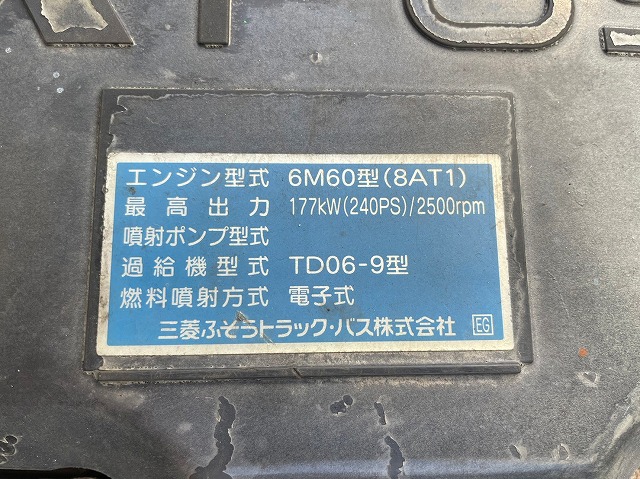 エンジン型式 6M60型(8AT1)
最高出力 177kW(240PS)/2500rpm
噴射ポンプ型式
過給機型式 TD06-9型
燃料噴射方式 電子式
三菱ふそうトラック・バス株式会社 EG